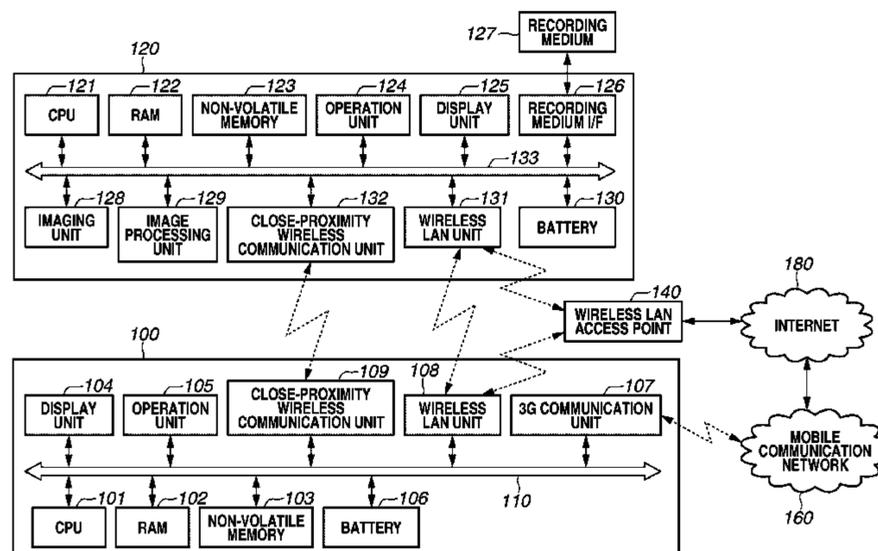 127
RECORDING
MEDIUM
120
121
CPU
122
RAM
123
NON-VOLATILE
MEMORY
124
OPERATION
UNIT
125
DISPLAY
UNIT
126
RECORDING
MEDIUM I/F
133
128
IMAGING
UNIT
129
IMAGE
PROCESSING
UNIT
132
CLOSE-PROXIMITY
WIRELESS
COMMUNICATION UNIT
131
WIRELESS
LAN UNIT
130
BATTERY
140
WIRELESS LAN
ACCESS POINT
180
INTERNET
100
104
DISPLAY
UNIT
105
OPERATION
UNIT
109
CLOSE-PROXIMITY
WIRELESS
COMMUNICATION UNIT
108
WIRELESS
LAN UNIT
107
3G COMMUNICATION
UNIT
MOBILE
COMMUNICATION
NETWORK
160
110
101
CPU
102
RAM
103
NON-VOLATILE
MEMORY
106
BATTERY